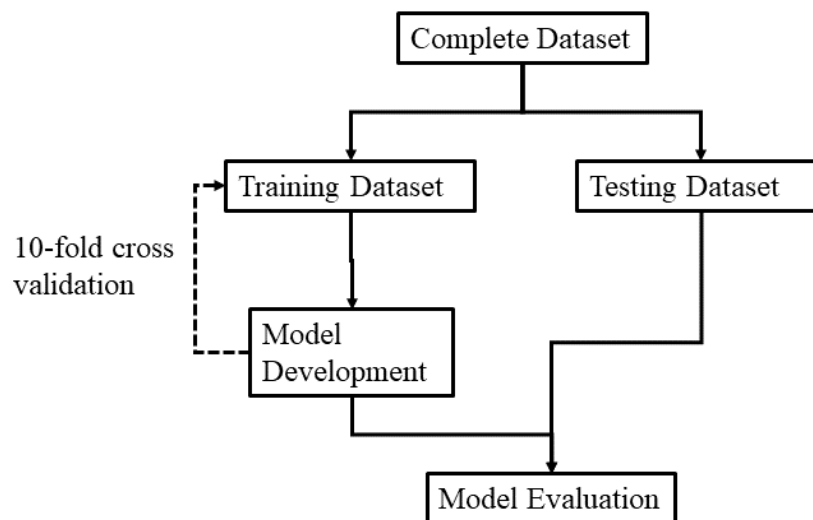 Complete Dataset
Training Dataset
Testing Dataset
10-fold cross
validation
Model
Development
Model Evaluation